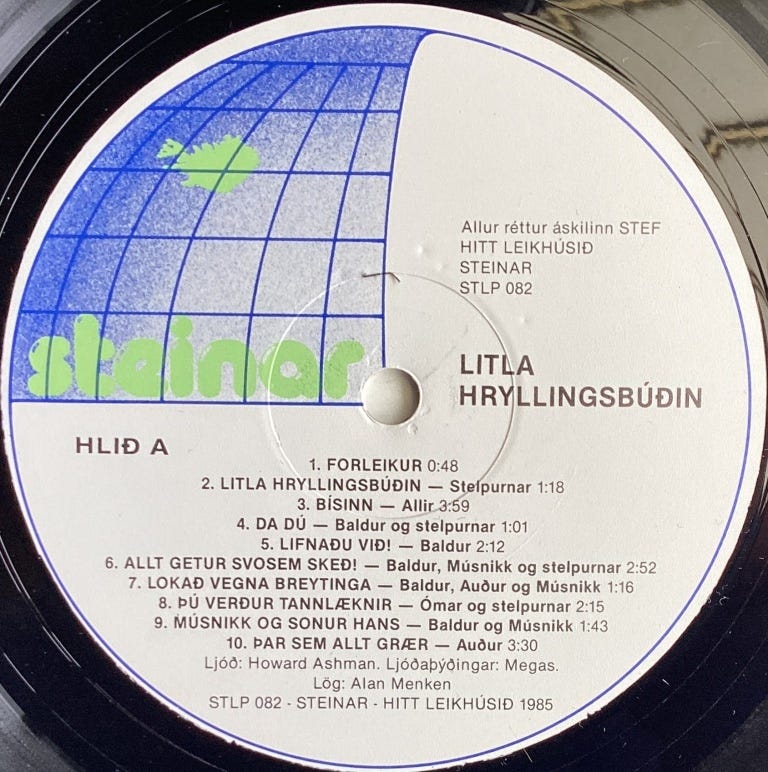 Allur réttur áskilinn STEF
HITT LEIKHÚSIÐ
STEINAR
STLP 082
steinar
LITLA
HRYLLINGSBÚÐIN
HLIÐ A
1. FORLEIKUR 0:48
2. LITLA HRYLLINGSBÚÐIN — Stelpurnar 1:18
3. BÍSINN — Allir 3:59
4. DA DÚ — Baldur og stelpurnar 1:01
5. LIFNAÐU VIÐ! — Baldur 2:12
6. ALLT GETUR SVOSEM SKEÐ! — Baldur, Músnikk og stelpurnar 2:52
7. LOKAÐ VEGNA BREYTINGA — Baldur, Auður og Músnikk 1:16
8. ÞÚ VERÐUR TANNLÆKNIR — Ómar og stelpurnar 2:15
9. MÚSNIKK OG SONUR HANS — Baldur og Músnikk 1:43
10. ÞAR SEM ALLT GRÆR — Auður 3:30
Ljóð: Howard Ashman. Ljóðaþýðingar: Megas.
Lög: Alan Menken
STLP 082 - STEINAR - HITT LEIKHÚSIÐ 1985